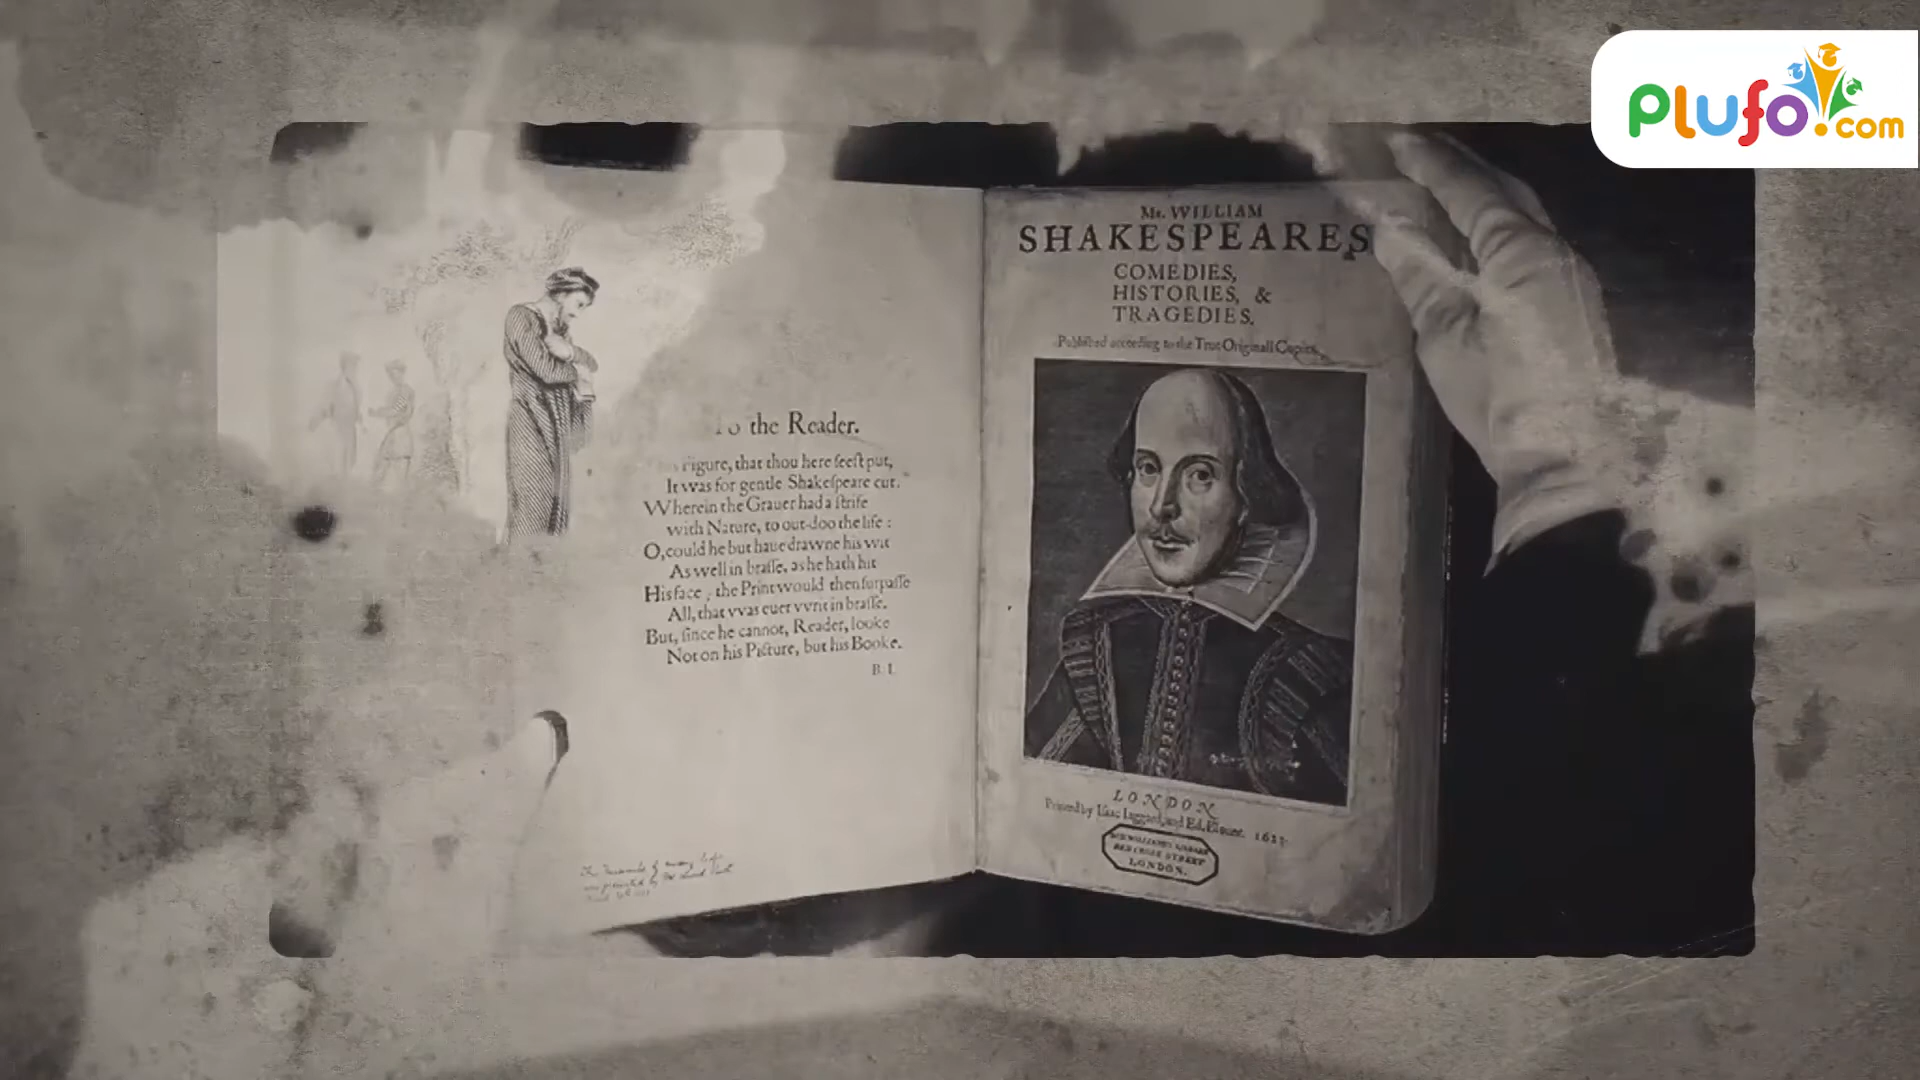 Plufo.com
To the Reader.
Figure, that thou here seest put,
It was for gentle Shakespeare cut.
Wherein the Grauer had a strife
with Nature, to out-doo the life :
O, could he but haue drawne his wit
As well in brasse, as he hath hit
His face ; the Print would then surpasse
All, that vvas euer vvrit in brasse.
But, since he cannot, Reader, looke
Not on his Picture, but his Booke.
B. I.
Mr. WILLIAM
SHAKESPEARES
COMEDIES,
HISTORIES, &
TRAGEDIES.
Published according to the True Originall Copies.
LONDON
Printed by Isaac Iaggard, and Ed. Blount. 1623.
RED CROSS STREET
LONDON.